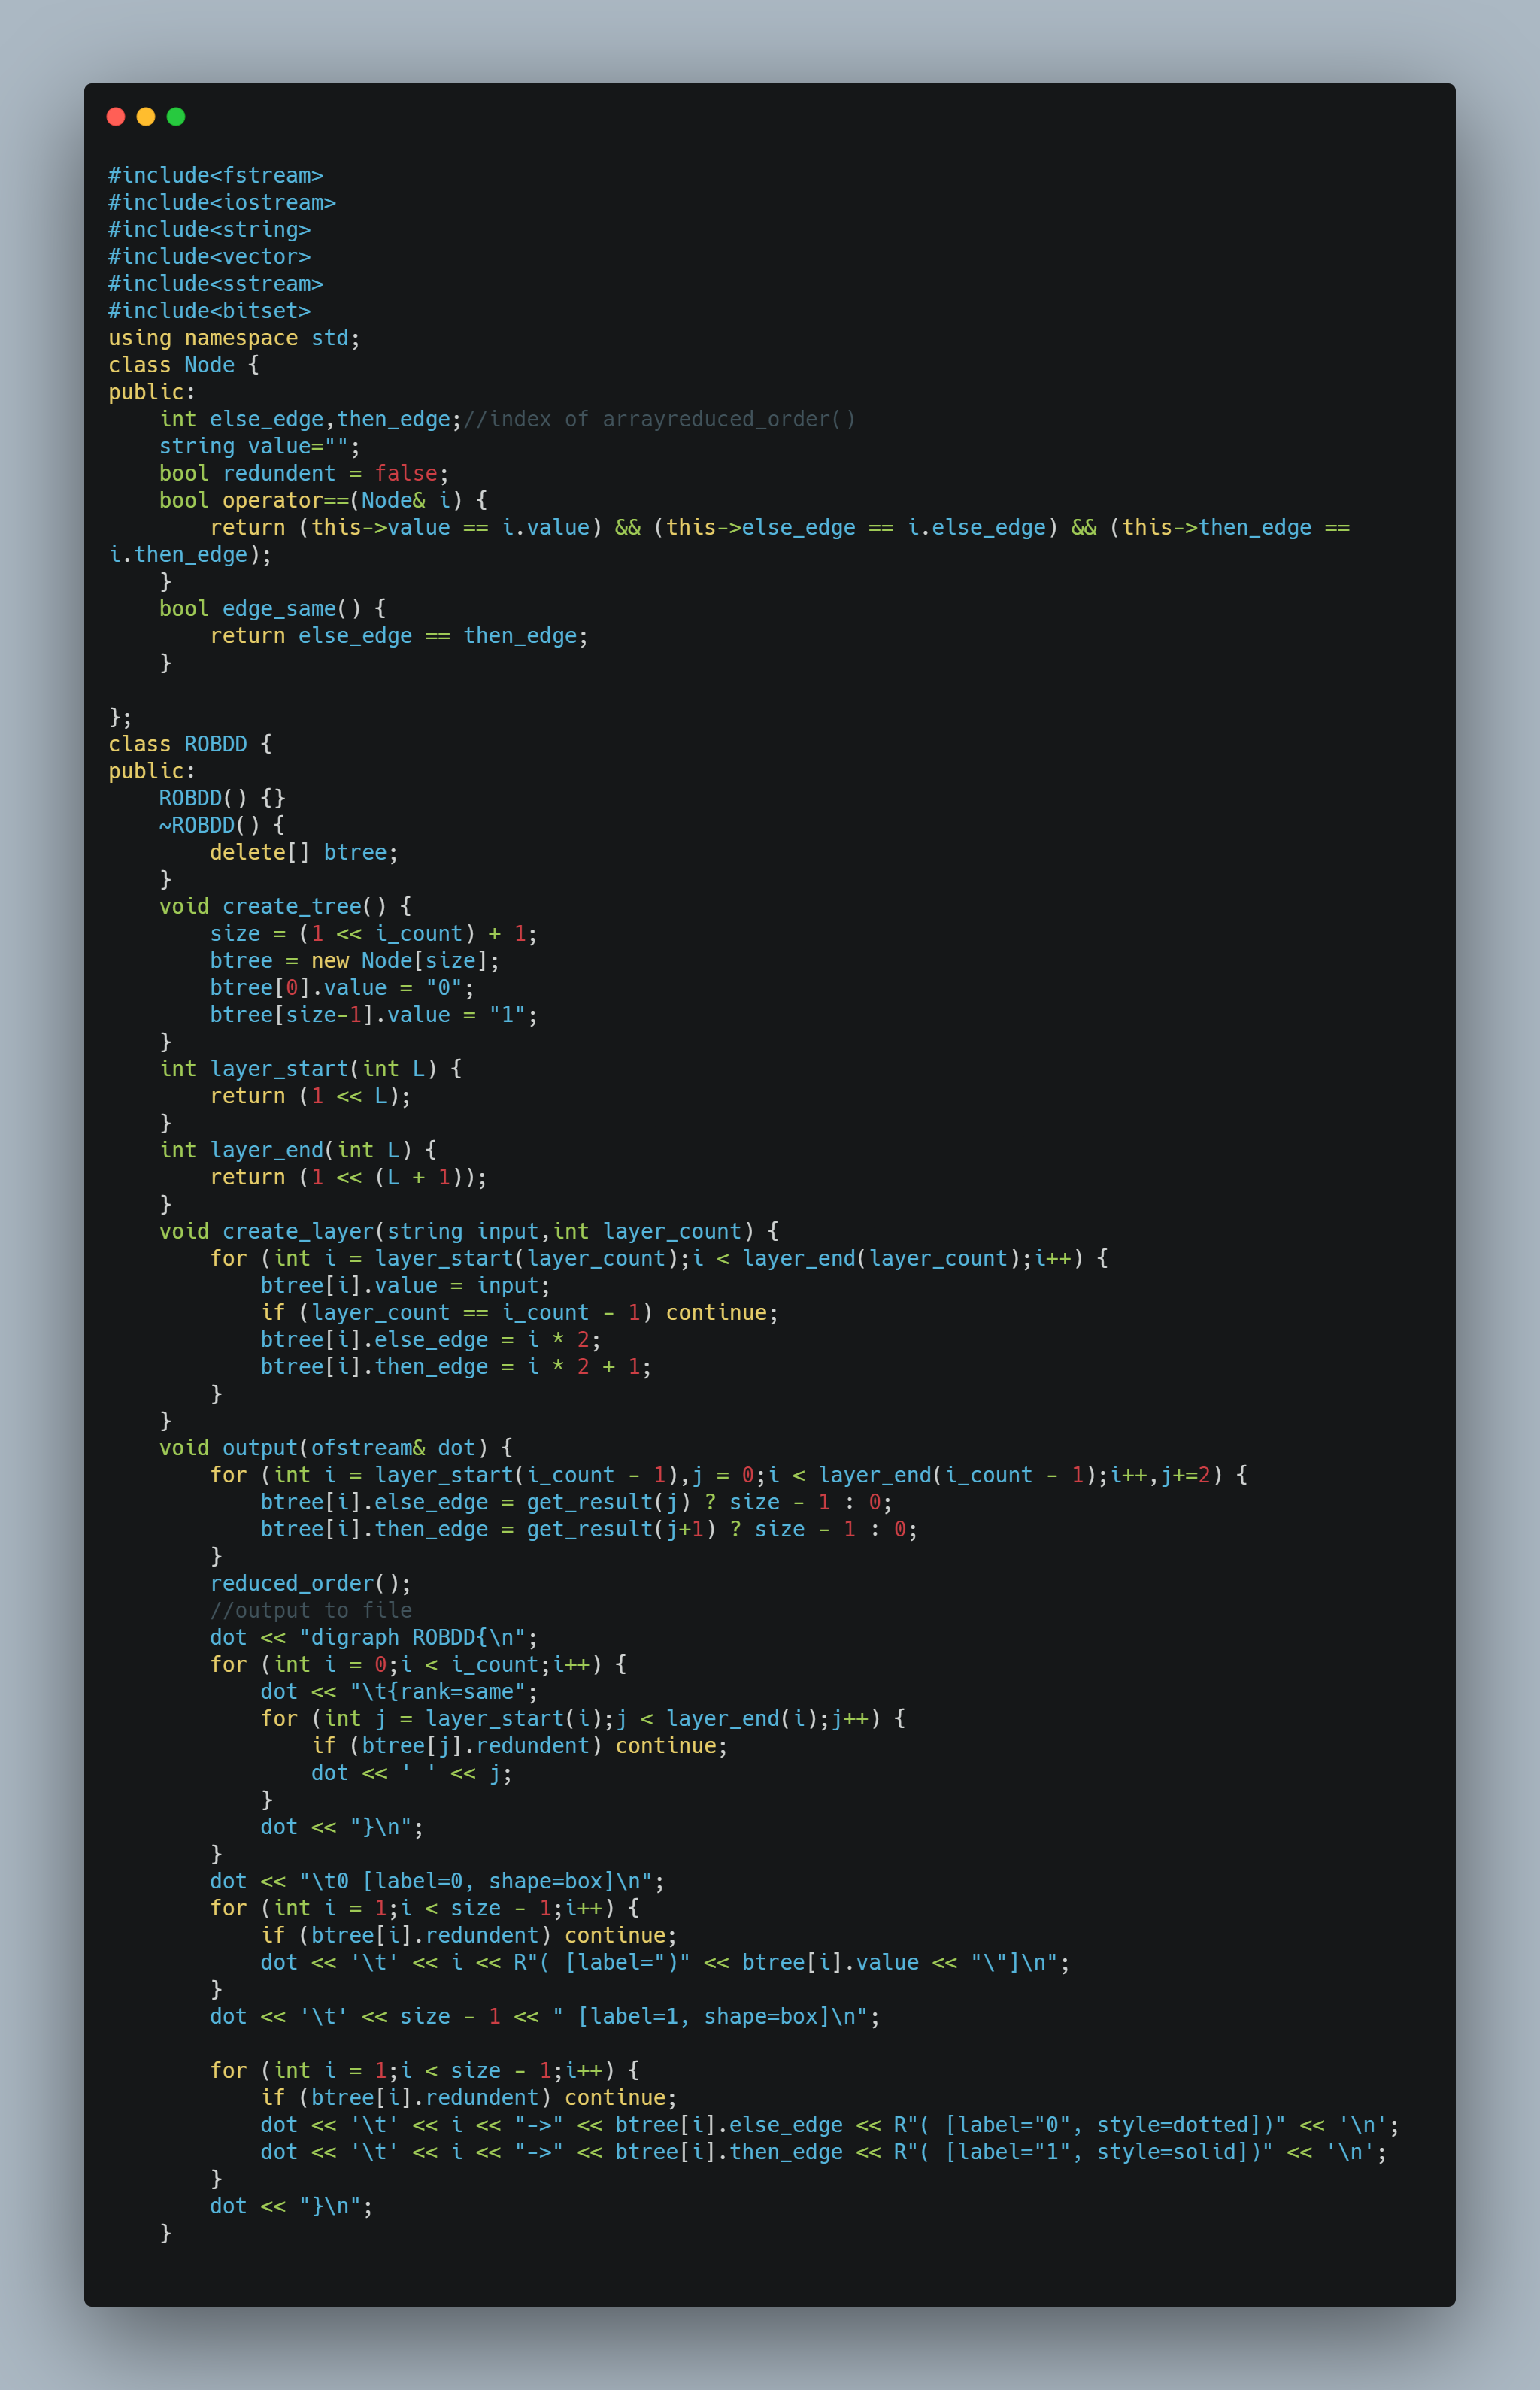 #include<fstream>
#include<iostream>
#include<string>
#include<vector>
#include<sstream>
#include<bitset>
using namespace std;
class Node {
public:
    int else_edge,then_edge;//index of arrayreduced_order()
    string value="";
    bool redundent = false;
    bool operator==(Node& i) {
        return (this->value == i.value) && (this->else_edge == i.else_edge) && (this->then_edge ==
i.then_edge);
    }
    bool edge_same() {
        return else_edge == then_edge;
    }

};
class ROBDD {
public:
    ROBDD() {}
    ~ROBDD() {
        delete[] btree;
    }
    void create_tree() {
        size = (1 << i_count) + 1;
        btree = new Node[size];
        btree[0].value = "0";
        btree[size-1].value = "1";
    }
    int layer_start(int L) {
        return (1 << L);
    }
    int layer_end(int L) {
        return (1 << (L + 1));
    }
    void create_layer(string input,int layer_count) {
        for (int i = layer_start(layer_count);i < layer_end(layer_count);i++) {
            btree[i].value = input;
            if (layer_count == i_count - 1) continue;
            btree[i].else_edge = i * 2;
            btree[i].then_edge = i * 2 + 1;
        }
    }
    void output(ofstream& dot) {
        for (int i = layer_start(i_count - 1),j = 0;i < layer_end(i_count - 1);i++,j+=2) {
            btree[i].else_edge = get_result(j) ? size - 1 : 0;
            btree[i].then_edge = get_result(j+1) ? size - 1 : 0;
        }
        reduced_order();
        //output to file
        dot << "digraph ROBDD{\n";
        for (int i = 0;i < i_count;i++) {
            dot << "\t{rank=same";
            for (int j = layer_start(i);j < layer_end(i);j++) {
                if (btree[j].redundent) continue;
                dot << ' ' << j;
            }
            dot << "}\n";
        }
        dot << "\t0 [label=0, shape=box]\n";
        for (int i = 1;i < size - 1;i++) {
            if (btree[i].redundent) continue;
            dot << '\t' << i << R"( [label=")" << btree[i].value << "\"]\n";
        }
        dot << '\t' << size - 1 << " [label=1, shape=box]\n";

        for (int i = 1;i < size - 1;i++) {
            if (btree[i].redundent) continue;
            dot << '\t' << i << "->" << btree[i].else_edge << R"( [label="0", style=dotted])" << '\n';
            dot << '\t' << i << "->" << btree[i].then_edge << R"( [label="1", style=solid])" << '\n';
        }
        dot << "}\n";
    }